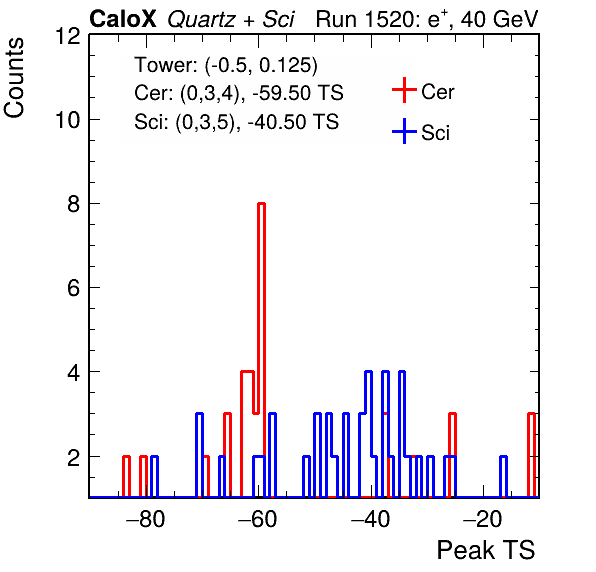 CaloX Quartz + Sci Run 1520: e⁺, 40 GeV
Counts
12
10
8
6
4
2
Tower: (-0.5, 0.125)
Cer: (0,3,4), -59.50 TS
Sci: (0,3,5), -40.50 TS
Cer
Sci
−80 −60 −40 −20
Peak TS